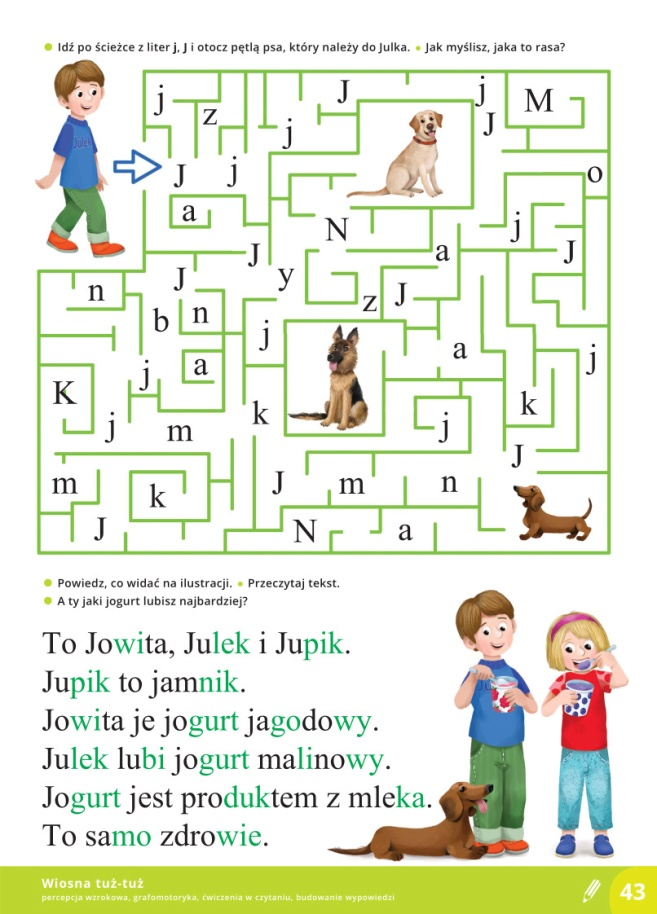 Idź po ścieżce z liter j, J i otocz pętlą psa, który należy do Julka. • Jak myślisz, jaka to rasa?
j z j J j J M
J j o
a N j
J a J
J y
n z J
b n j
j a a j
K k k
j m j
J
m k J m n
J N a
Powiedz, co widać na ilustracji. • Przeczytaj tekst.
A ty jaki jogurt lubisz najbardziej?
To Jowita, Julek i Jupik.
Jupik to jamnik.
Jowita je jogurt jagodowy.
Julek lubi jogurt malinowy.
Jogurt jest produktem z mleka.
To samo zdrowie.
Wiosna tuż-tuż
percepcja wzrokowa, grafomotoryka, ćwiczenia w czytaniu, budowanie wypowiedzi
43